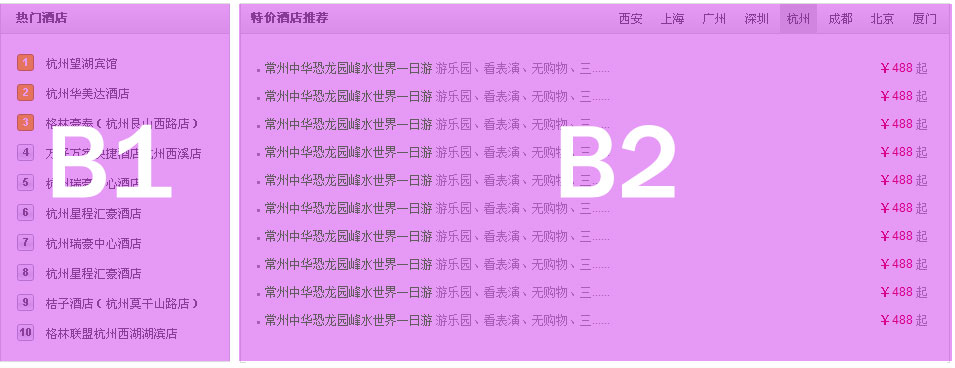 热门酒店
1 杭州望湖宾馆
2 杭州华美达酒店
3 格林豪泰（杭州艮山西路店）
4 万好万家快捷酒店杭州西溪店
5 杭州瑞豪中心酒店
6 杭州星程汇豪酒店
7 杭州瑞豪中心酒店
8 杭州星程汇豪酒店
9 桔子酒店（杭州莫干山路店）
10 格林联盟杭州西湖湖滨店
B1
特价酒店推荐 西安 上海 广州 深圳 杭州 成都 北京 厦门
常州中华恐龙园峰水世界一日游 游乐园、看表演、无购物、三...... ￥488 起
常州中华恐龙园峰水世界一日游 游乐园、看表演、无购物、三...... ￥488 起
常州中华恐龙园峰水世界一日游 游乐园、看表演、无购物、三...... ￥488 起
常州中华恐龙园峰水世界一日游 游乐园、看表演、无购物、三...... ￥488 起
常州中华恐龙园峰水世界一日游 游乐园、看表演、无购物、三...... ￥488 起
常州中华恐龙园峰水世界一日游 游乐园、看表演、无购物、三...... ￥488 起
常州中华恐龙园峰水世界一日游 游乐园、看表演、无购物、三...... ￥488 起
常州中华恐龙园峰水世界一日游 游乐园、看表演、无购物、三...... ￥488 起
常州中华恐龙园峰水世界一日游 游乐园、看表演、无购物、三...... ￥488 起
常州中华恐龙园峰水世界一日游 游乐园、看表演、无购物、三...... ￥488 起
B2